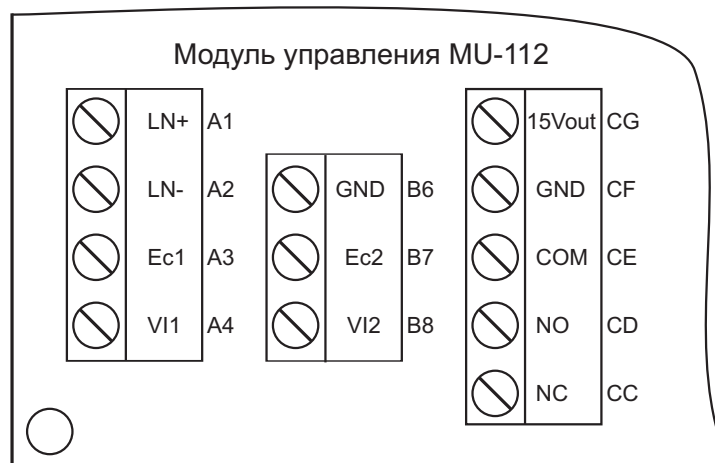 Модуль управления MU-112
LN+ A1
LN- A2
Ec1 A3
VI1 A4
GND B6
Ec2 B7
VI2 B8
15Vout CG
GND CF
COM CE
NO CD
NC CC